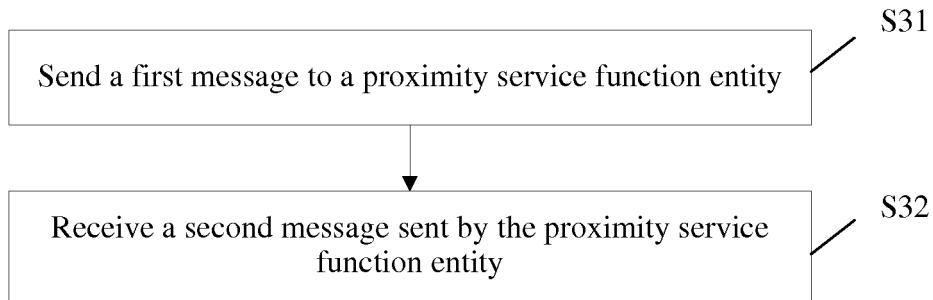 S31
Send a first message to a proximity service function entity
S32
Receive a second message sent by the proximity service
function entity